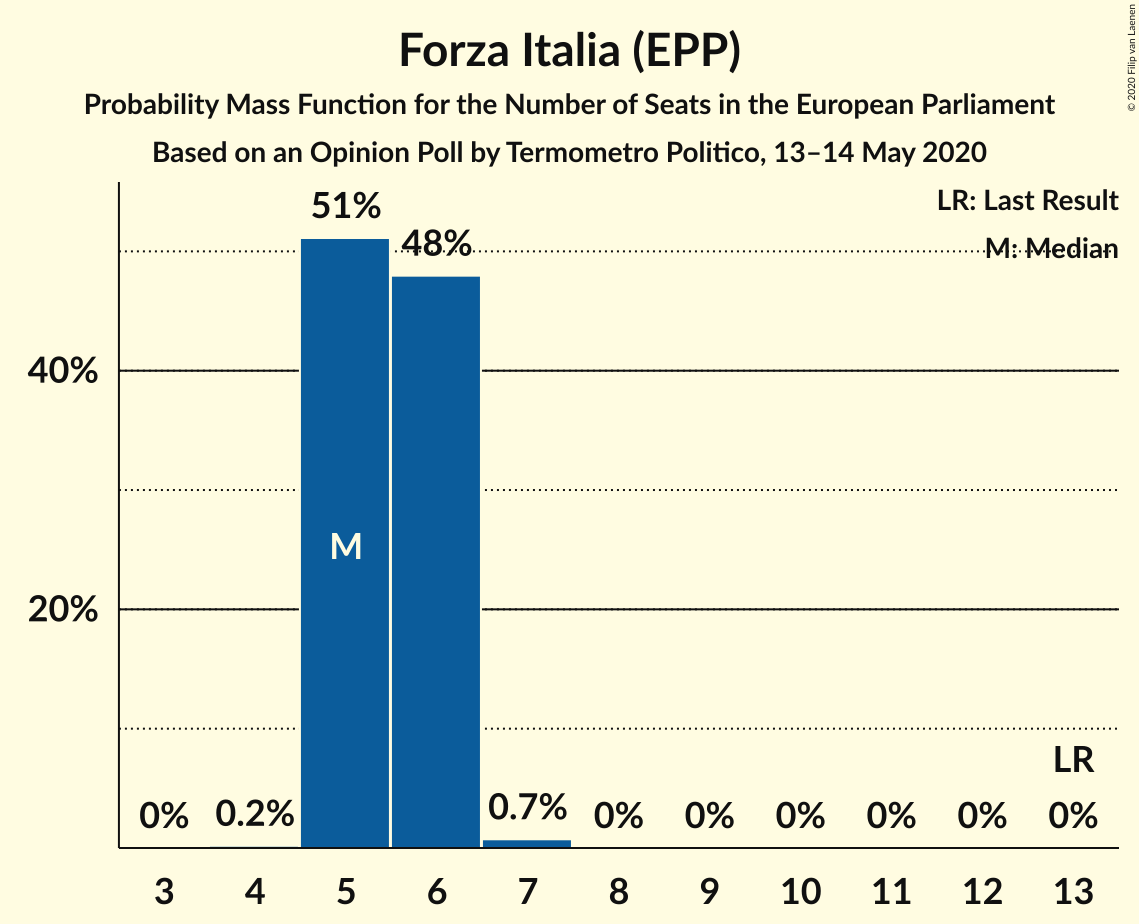 Forza Italia (EPP)
Probability Mass Function for the Number of Seats in the European Parliament
Based on an Opinion Poll by Termometro Politico, 13–14 May 2020
© 2020 Filip van Laenen
LR: Last Result
M: Median
51%
48%
40%
M
20%
LR
0% 0.2% 0.7% 0% 0% 0% 0% 0% 0%
3 4 5 6 7 8 9 10 11 12 13